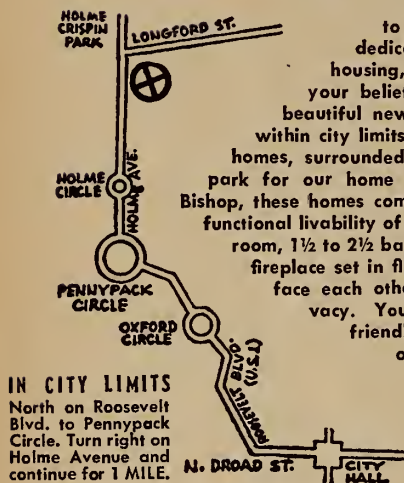 HOLME
CRISPIN
PARK
LONGFORD ST.
HOLME AVE.
HOLME
CIRCLE
PENNYPACK
CIRCLE
OXFORD
CIRCLE
(U.S.1)
ROOSEVELT BLVD.
N. BROAD ST.
CITY
HALL
IN CITY LIMITS
North on Roosevelt
Blvd. to Pennypack
Circle. Turn right on
Holme Avenue and
continue for 1 MILE.
to
dedic
housing,
your belie
beautiful new
within city limits
homes, surrounded
park for our home
Bishop, these homes com
functional livability of
room, 1½ to 2½ ba
fireplace set in fl
face each othe
vacy. You
friend